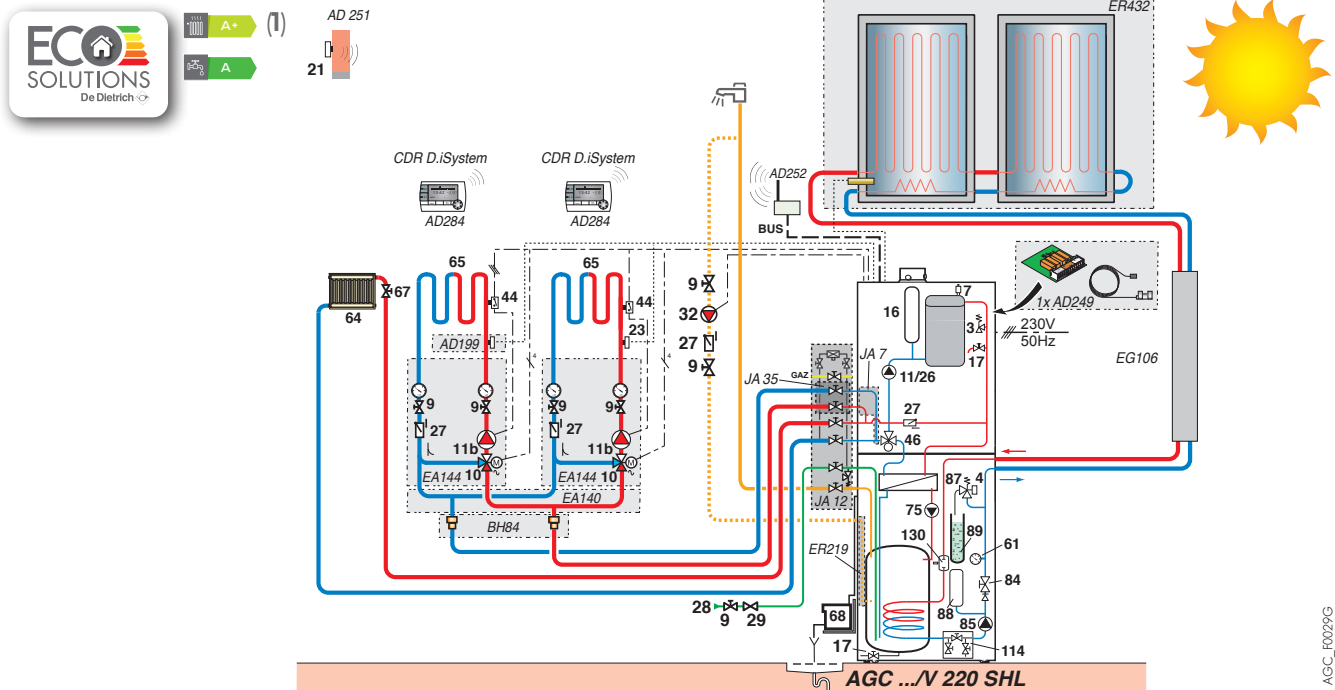 ECO
SOLUTIONS
De Dietrich
A+
A
(1)
AD 251
21
CDR D.iSystem
CDR D.iSystem
AD284
AD284
AD252
BUS
ER432
1x AD249
230V
50Hz
EG106
65
65
67
64
44
44
23
AD199
9
9
9
9
27
27
11b
11b
4
4
M
M
EA144
10
EA144
10
EA140
BH84
9
32
27
9
GAZ
JA 35
JA 7
JA 12
16
7
3
17
11/26
27
46
87
4
75
89
130
61
84
88
85
114
ER219
68
17
28
9
29
AGC .../V 220 SHL
AGC_F0029G